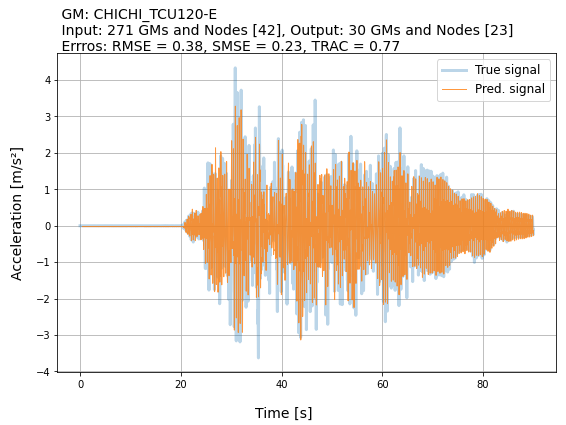 GM: CHICHI_TCU120-E
Input: 271 GMs and Nodes [42], Output: 30 GMs and Nodes [23]
Errros: RMSE = 0.38, SMSE = 0.23, TRAC = 0.77
True signal
Pred. signal
Acceleration [m/s²]
4
3
2
1
0
−1
−2
−3
−4
0 20 40 60 80
Time [s]